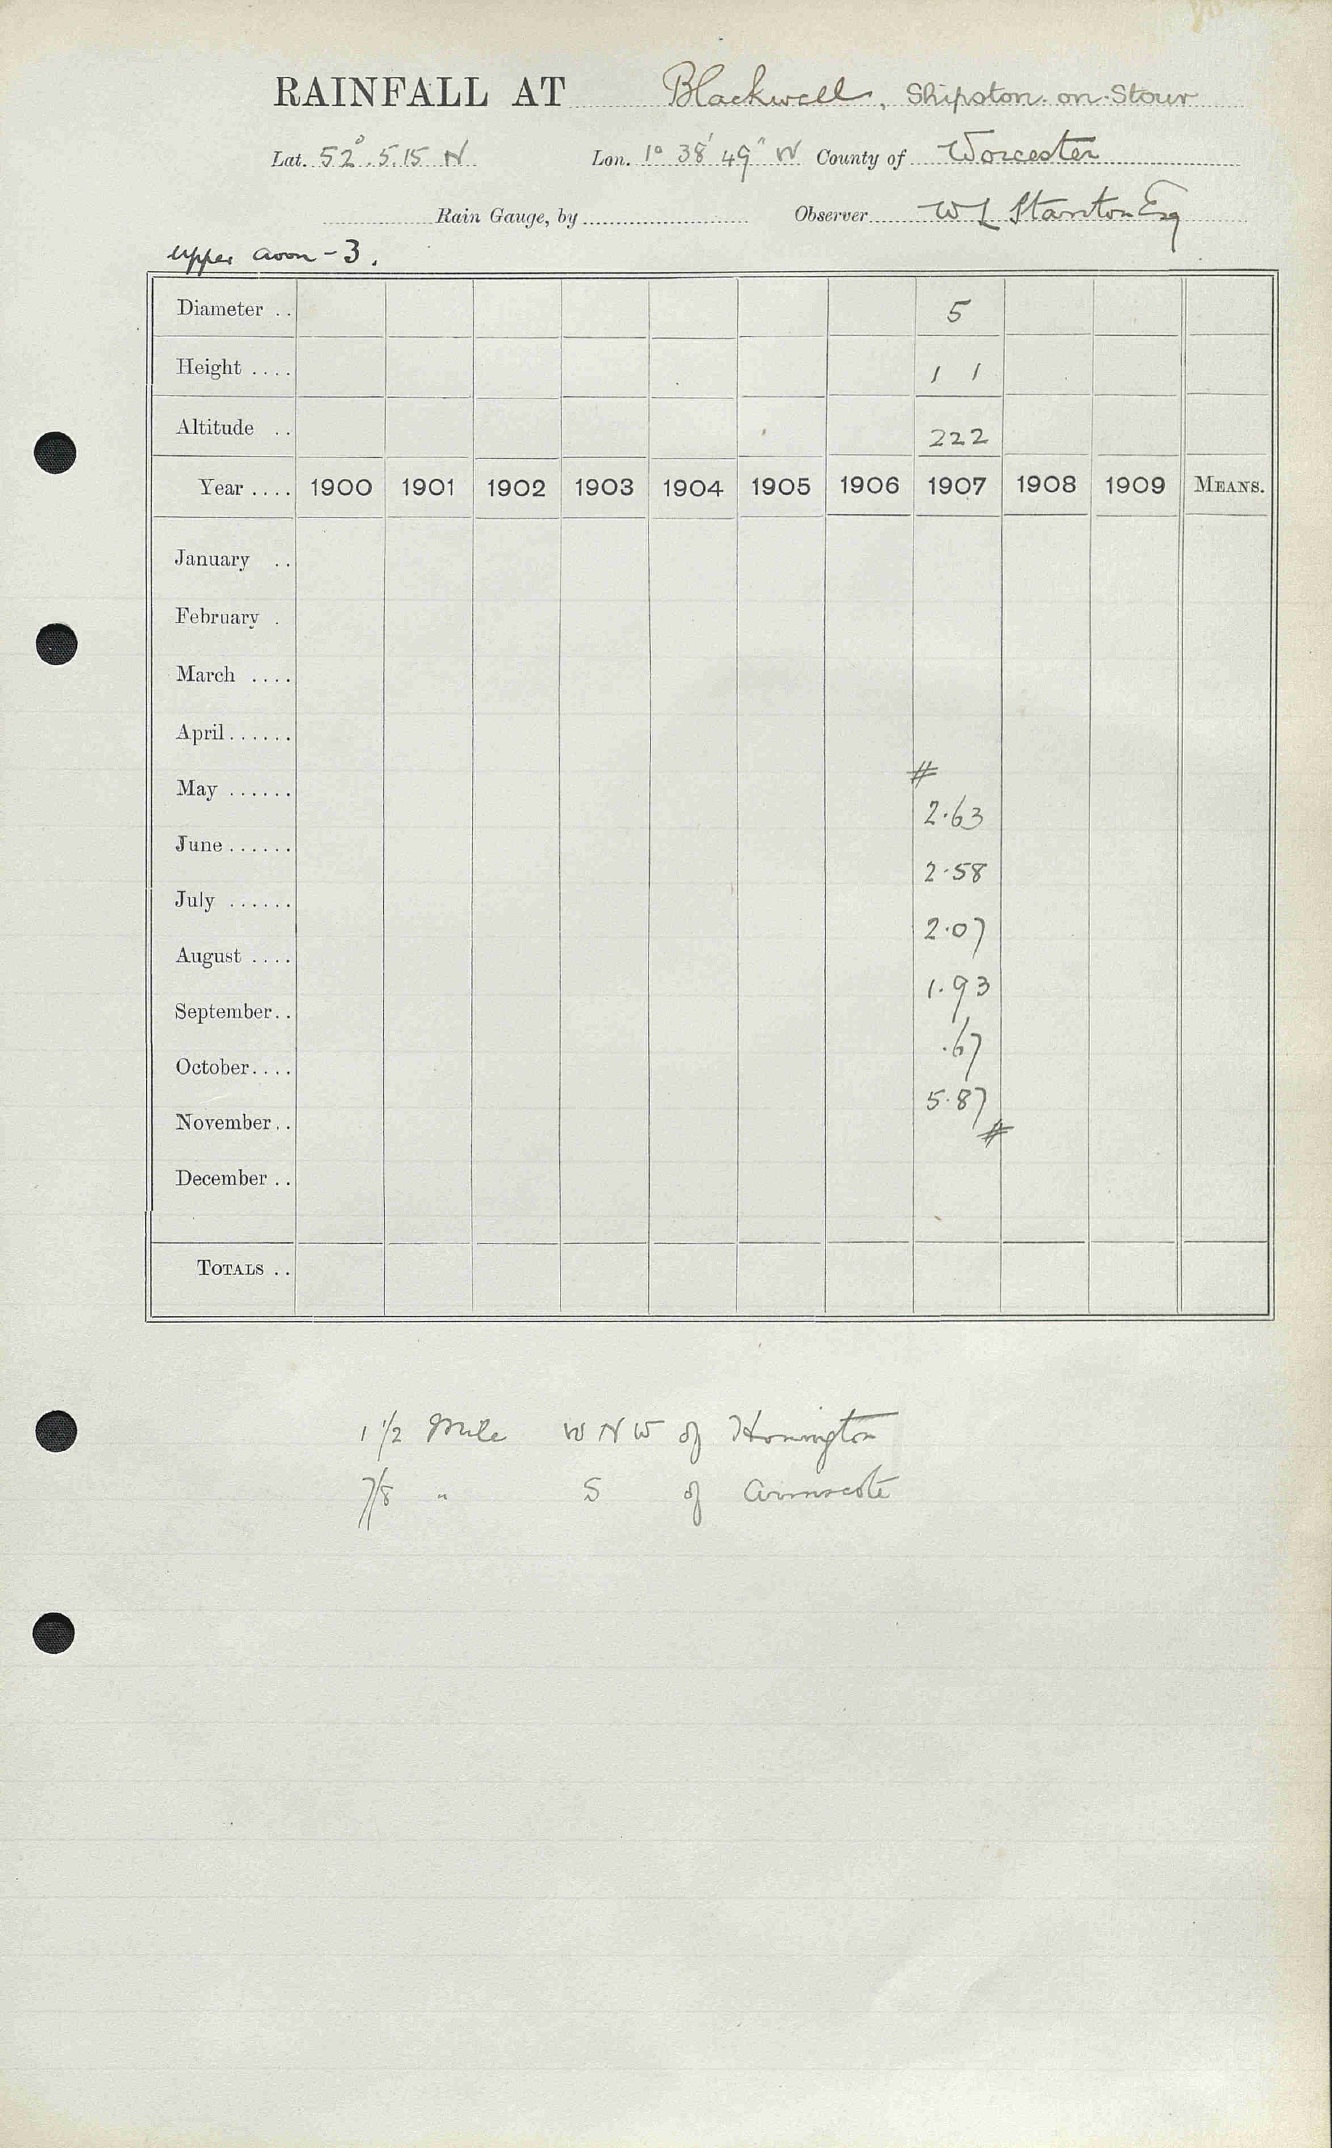 RAINFALL AT Blackwell, Shipston-on-Stour
Lat. 52°.5.15 N Lon. 1° 38' 49" W County of Worcester
Rain Gauge, by Observer W L Stanton Esq
Upper Avon - 3.
Diameter .. 5
Height .... 1 1
Altitude .. 222
Year .... 1900 1901 1902 1903 1904 1905 1906 1907 1908 1909 MEANS.
January ..
February .
March ....
April ......
#
May ......
2.63
June ......
2.58
July ......
2.07
August ....
1.93
September..
.67
October....
5.87
November..
#
December ..
TOTALS ..
1 1/2 Mile WNW of Honington
7/8 " S of Armscote